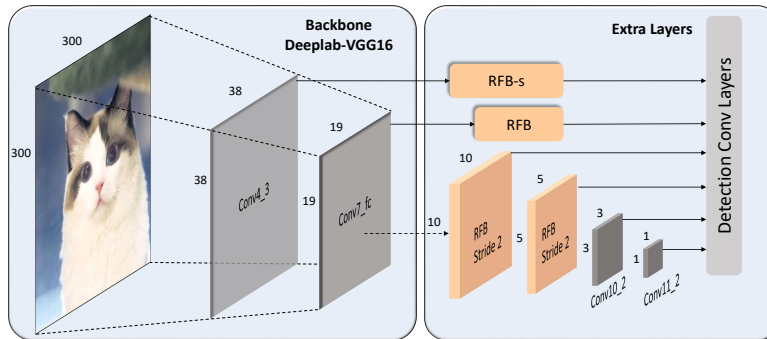 Backbone
Deeplab-VGG16
Extra Layers
300
300
38
38
Conv4_3
19
19
Conv7_fc
RFB-s
RFB
10
10
RFB
Stride 2
5
5
RFB
Stride 2
3
3
Conv10_2
1
1
Conv11_2
Detection Conv Layers